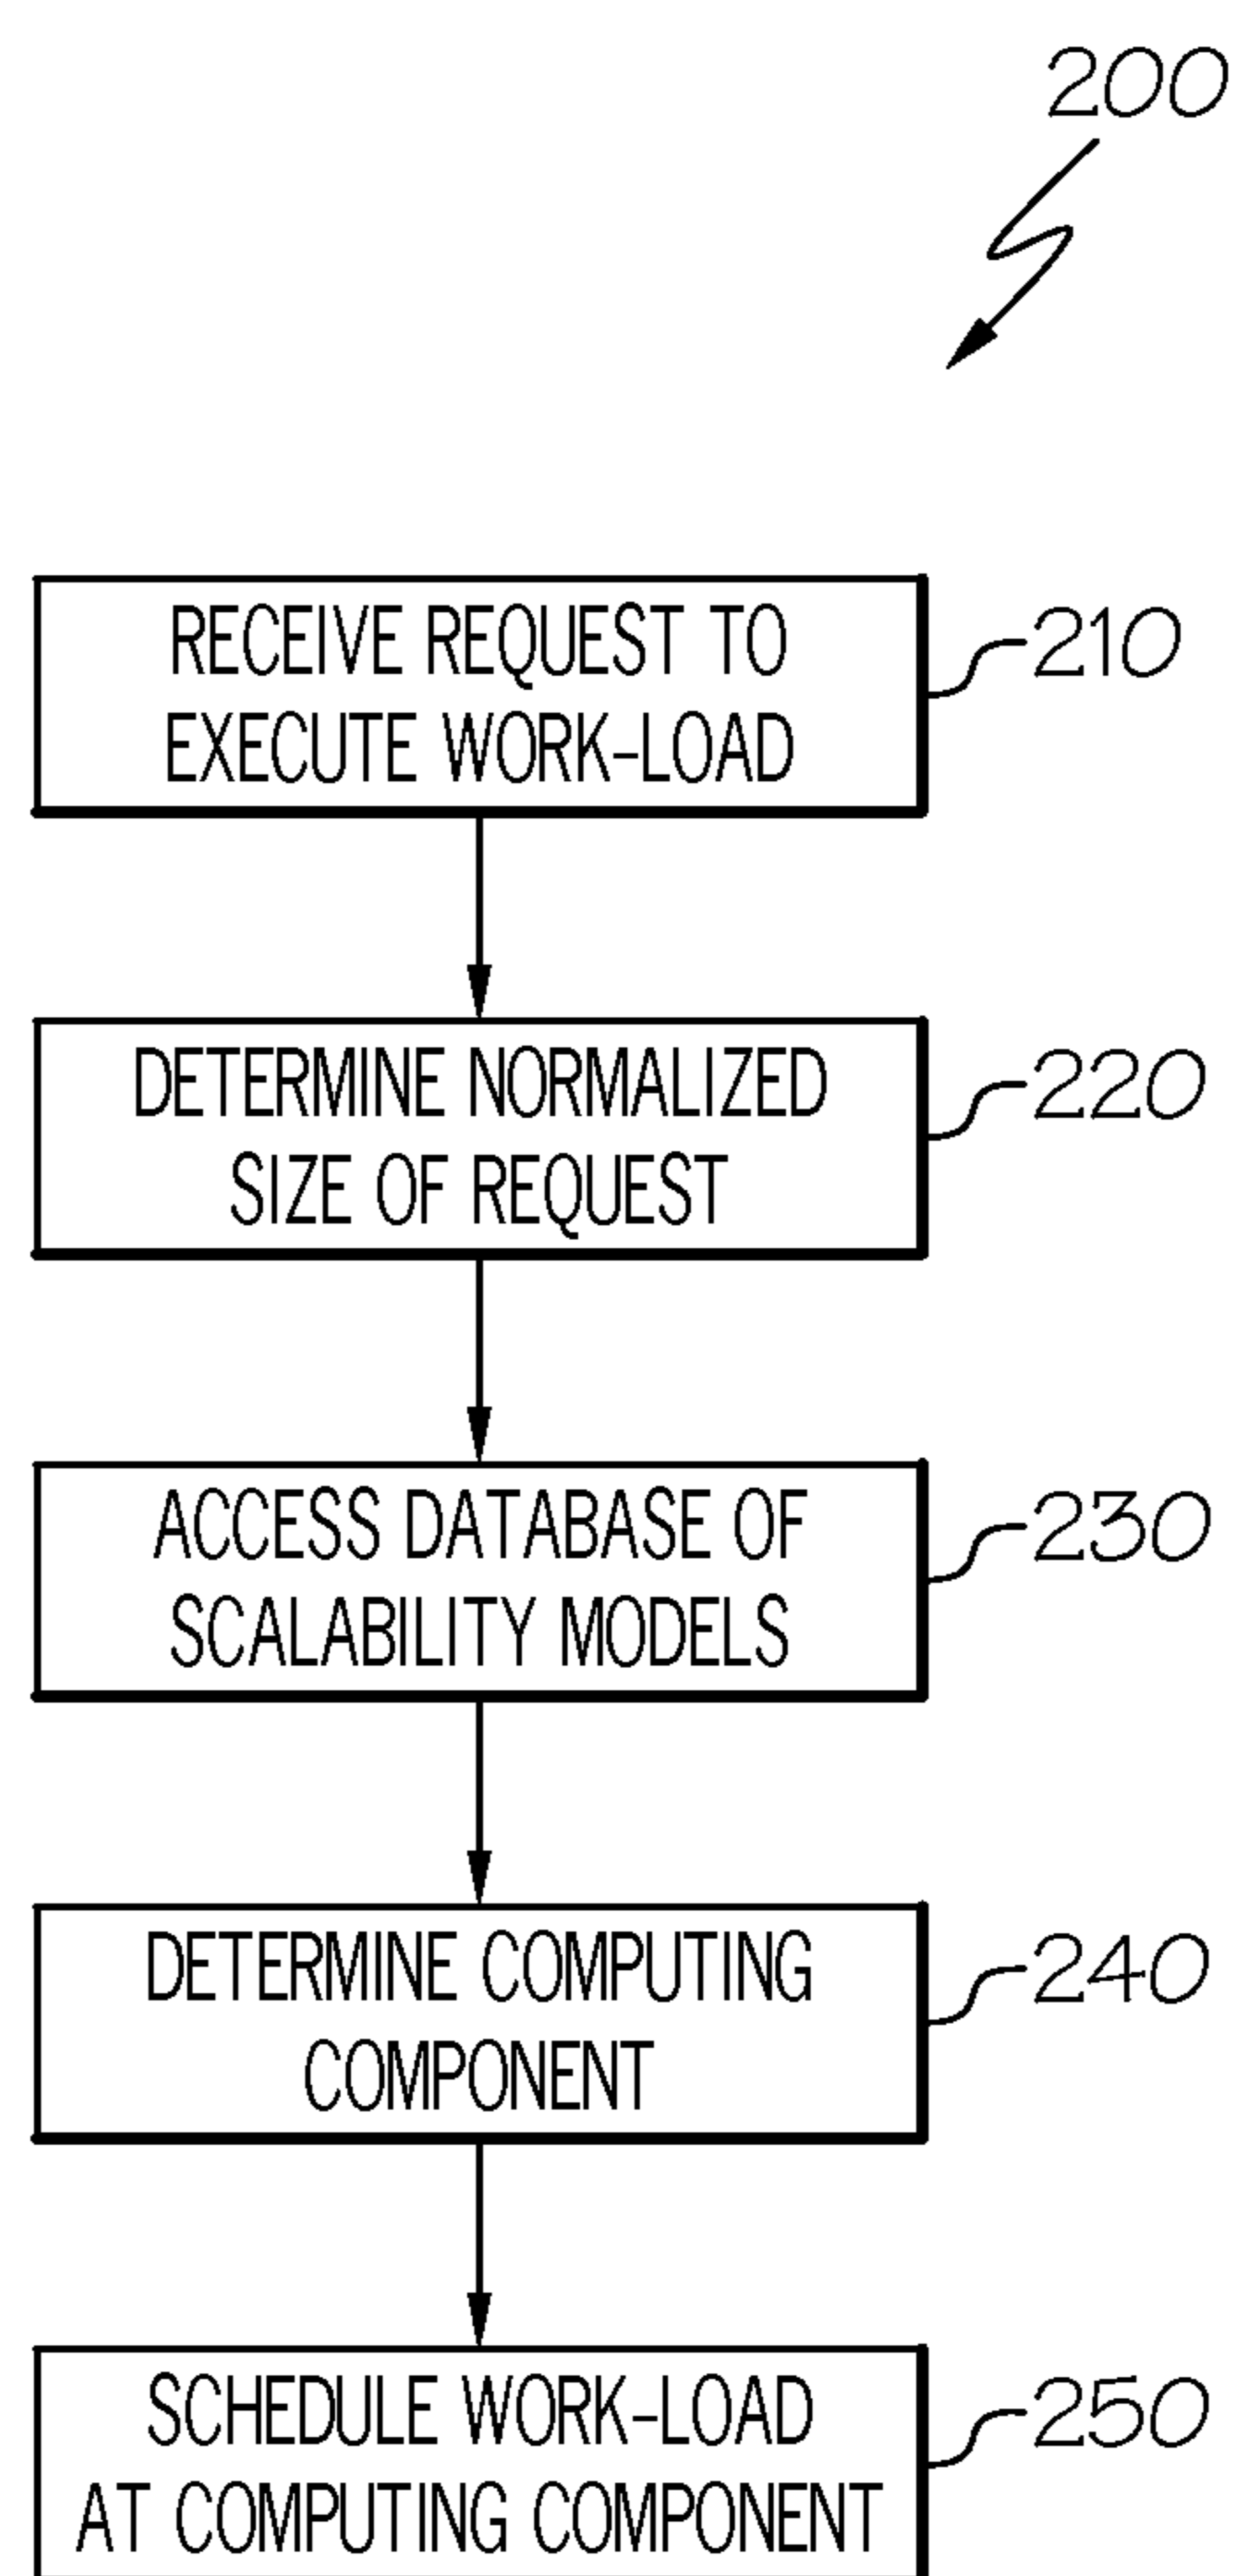 200
RECEIVE REQUEST TO
EXECUTE WORK-LOAD
210
DETERMINE NORMALIZED
SIZE OF REQUEST
220
ACCESS DATABASE OF
SCALABILITY MODELS
230
DETERMINE COMPUTING
COMPONENT
240
SCHEDULE WORK-LOAD
AT COMPUTING COMPONENT
250